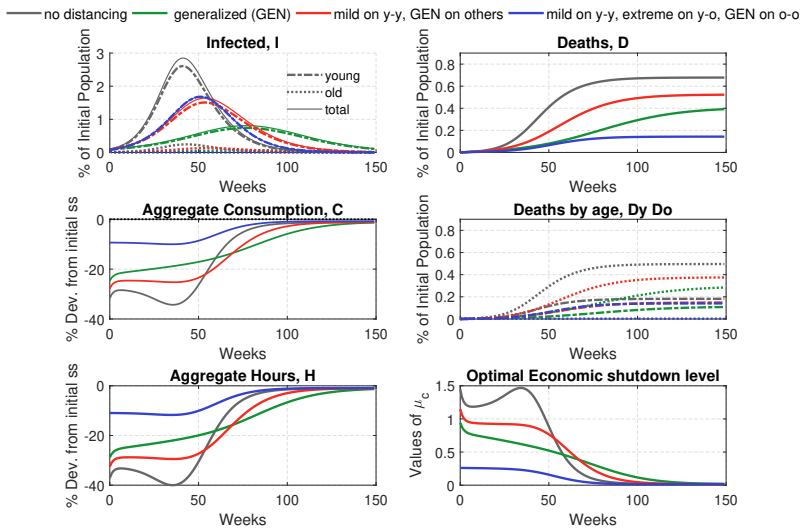 no distancing generalized (GEN) mild on y-y, GEN on others mild on y-y, extreme on y-o, GEN on o-o
Infected, I
% of Initial Population
3
2
1
0
young
old
total
0 50 100 150
Weeks
Deaths, D
% of Initial Population
0.8
0.6
0.4
0.2
0
0 50 100 150
Weeks
Aggregate Consumption, C
% Dev. from initial ss
0
-20
-40
0 50 100 150
Weeks
Deaths by age, Dy Do
% of Initial Population
0.8
0.6
0.4
0.2
0
0 50 100 150
Weeks
Aggregate Hours, H
% Dev. from initial ss
0
-20
-40
0 50 100 150
Weeks
Optimal Economic shutdown level
Values of μc
1.5
1
0.5
0
0 50 100 150
Weeks